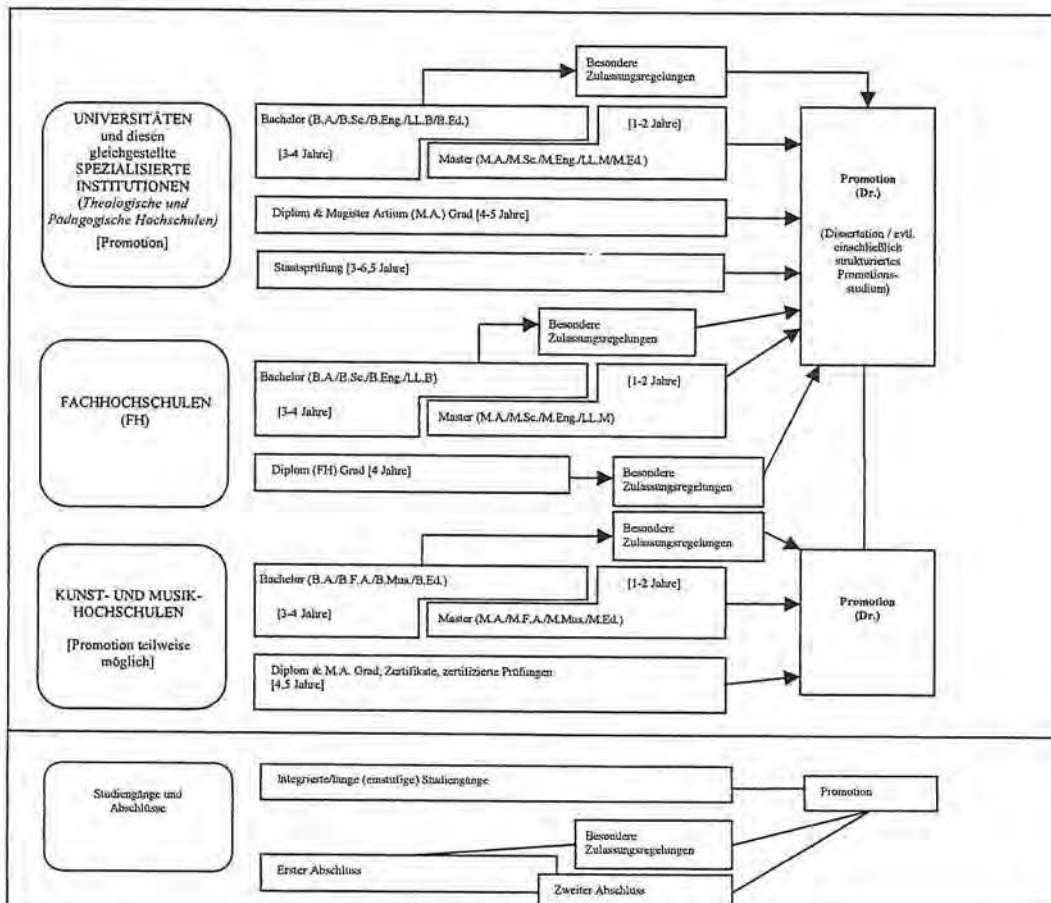 Besondere
Zulassungsregelungen
UNIVERSITÄTEN
und diesen
gleichgestellte
SPEZIALISIERTE
INSTITUTIONEN
(Theologische und
Pädagogische Hochschulen)
[Promotion]
Bachelor (B.A./B.Sc./B.Eng./LL.B/B.Ed.)
[3-4 Jahre]
[1-2 Jahre]
Master (M.A./M.Sc./M.Eng./LL.M/M.Ed.)
Diplom & Magister Artium (M.A.) Grad [4-5 Jahre]
Staatsprüfung [3-6,5 Jahre]
Promotion
(Dr.)
(Dissertation / evtl.
einschließlich
strukturiertes
Promotions-
studium)
Besondere
Zulassungsregelungen
FACHHOCHSCHULEN
(FH)
Bachelor (B.A./B.Sc./B.Eng./LL.B)
[3-4 Jahre]
[1-2 Jahre]
Master (M.A./M.Sc./M.Eng./LL.M)
Diplom (FH) Grad [4 Jahre]
Besondere
Zulassungsregelungen
Besondere
Zulassungsregelungen
KUNST- UND MUSIK-
HOCHSCHULEN
[Promotion teilweise
möglich]
Bachelor (B.A./B.F.A./B.Mus./B.Ed.)
[3-4 Jahre]
[1-2 Jahre]
Master (M.A./M.F.A./M.Mus./M.Ed.)
Diplom & M.A. Grad, Zertifikate, zertifizierte Prüfungen
[4,5 Jahre]
Promotion
(Dr.)
Studiengänge und
Abschlüsse
Integrierte/lange (einstufige) Studiengänge
Promotion
Besondere
Zulassungsregelungen
Erster Abschluss
Zweiter Abschluss